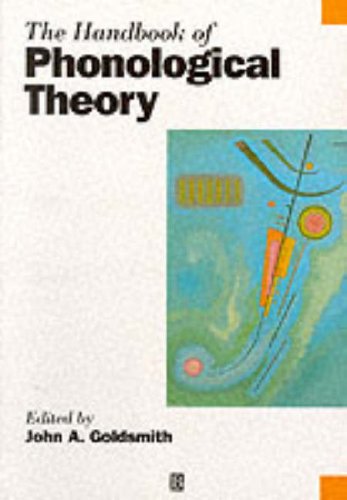 The Handbook of
Phonological
Theory
Edited by
John A. Goldsmith